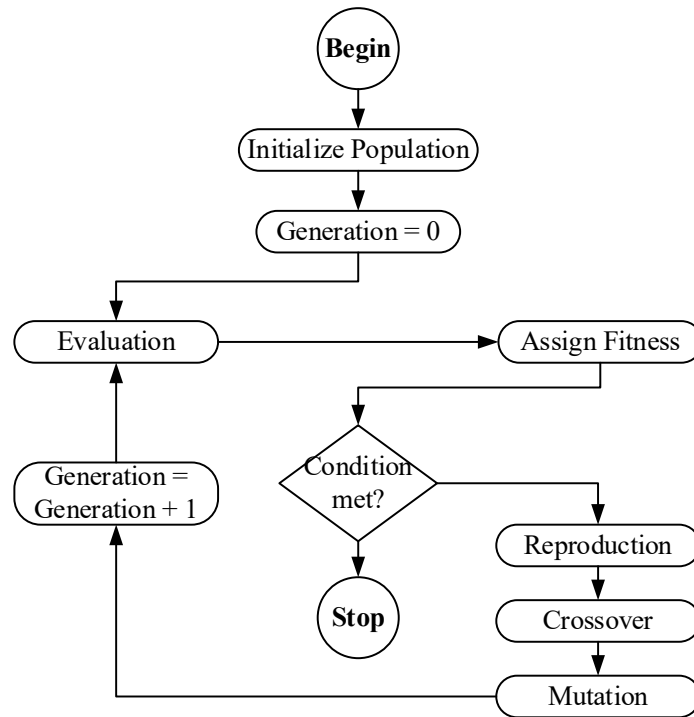 Begin
Initialize Population
Generation = 0
Evaluation
Assign Fitness
Condition
met?
Generation =
Generation + 1
Reproduction
Crossover
Stop
Mutation